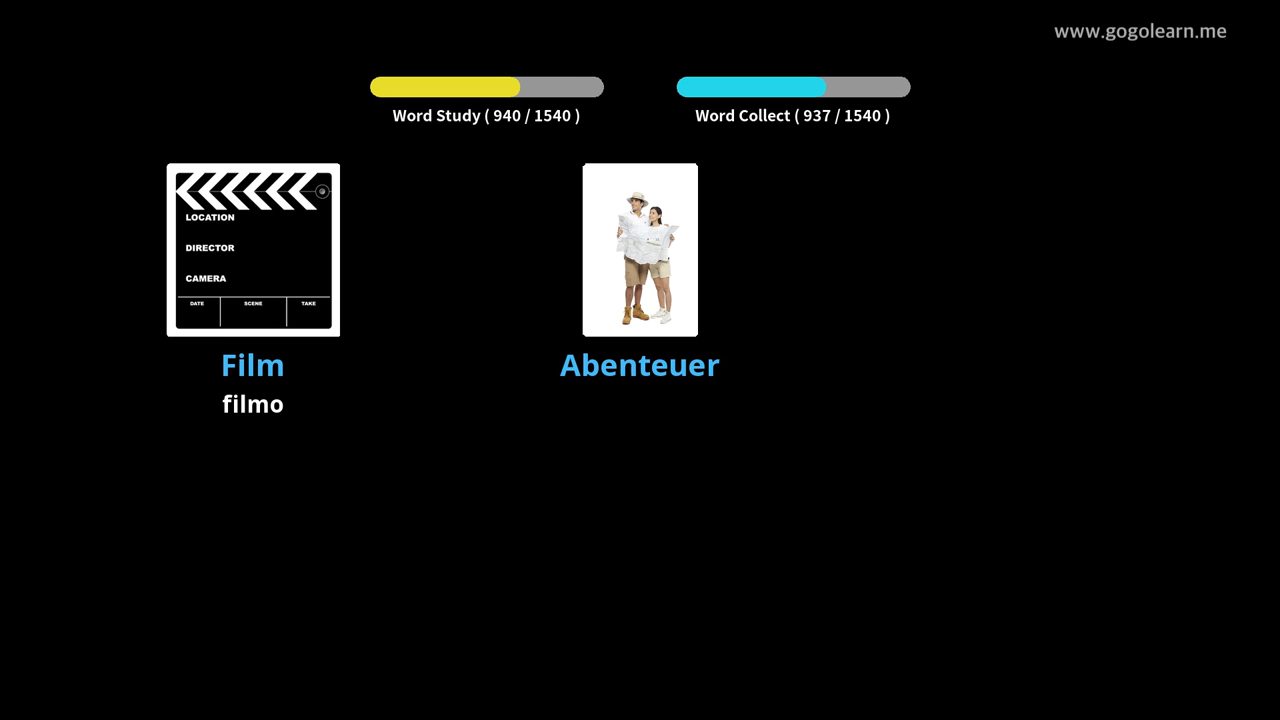 www.gogolearn.me
Word Study ( 940 / 1540 )
Word Collect ( 937 / 1540 )
LOCATION
DIRECTOR
CAMERA
DATE SCENE TAKE
Film
filmo
Abenteuer